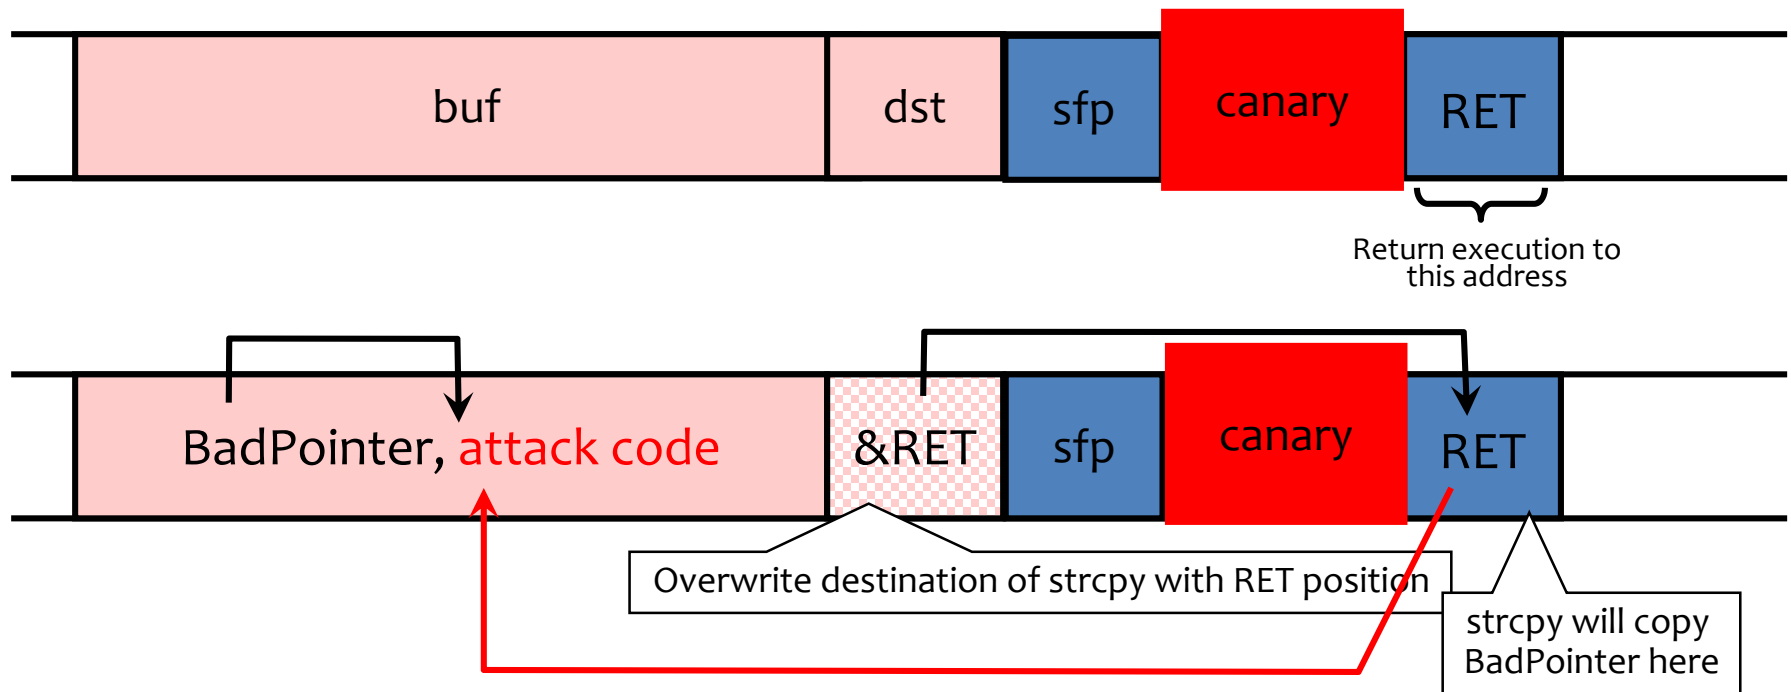 buf
dst
sfp
canary
RET
Return execution to
this address
BadPointer, attack code
&RET
sfp
canary
RET
Overwrite destination of strcpy with RET position
strcpy will copy
BadPointer here